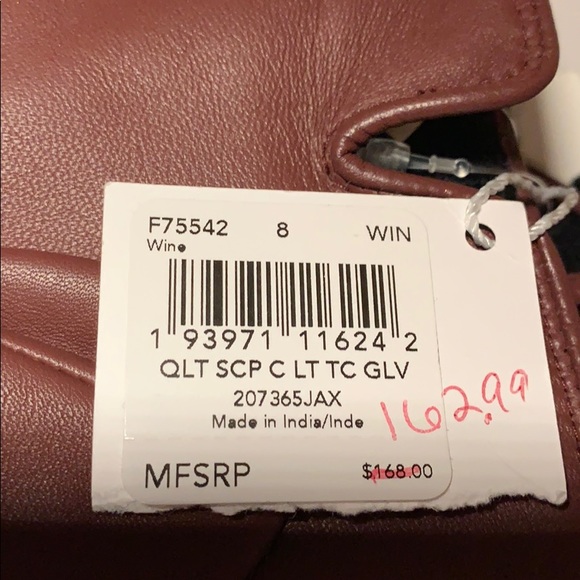 F75542 8 WIN
Wine
1 93971 11624 2
QLT SCP C LT TC GLV
207365JAX
Made in India/Inde
162.99
MFSRP $168.00